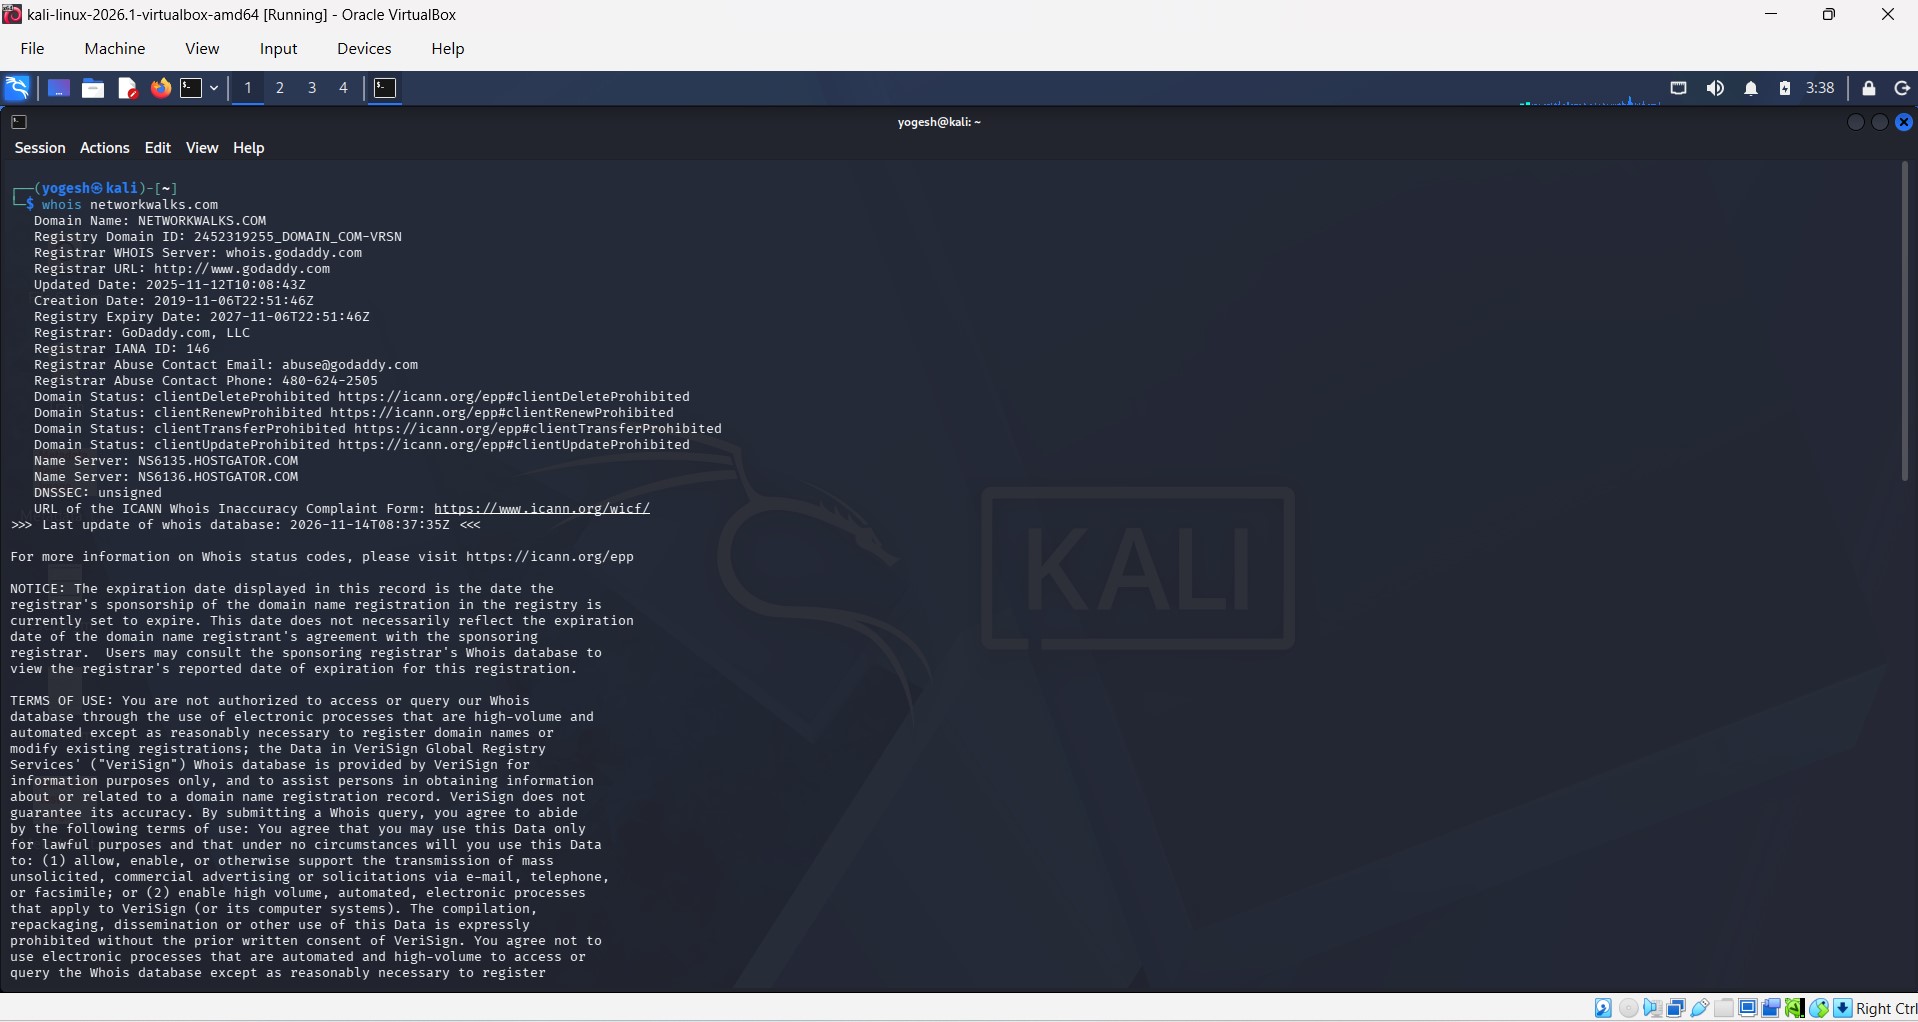 kali-linux-2026.1-virtualbox-amd64 [Running] - Oracle VirtualBox
File Machine View Input Devices Help
1 2 3 4 3:38
yogesh@kali: ~
Session Actions Edit View Help
┌──(yogesh㉿kali)-[~]
└─$ whois networkwalks.com
Domain Name: NETWORKWALKS.COM
Registry Domain ID: 2452319255_DOMAIN_COM-VRSN
Registrar WHOIS Server: whois.godaddy.com
Registrar URL: http://www.godaddy.com
Updated Date: 2025-11-12T10:08:43Z
Creation Date: 2019-11-06T22:51:46Z
Registry Expiry Date: 2027-11-06T22:51:46Z
Registrar: GoDaddy.com, LLC
Registrar IANA ID: 146
Registrar Abuse Contact Email: abuse@godaddy.com
Registrar Abuse Contact Phone: 480-624-2505
Domain Status: clientDeleteProhibited https://icann.org/epp#clientDeleteProhibited
Domain Status: clientRenewProhibited https://icann.org/epp#clientRenewProhibited
Domain Status: clientTransferProhibited https://icann.org/epp#clientTransferProhibited
Domain Status: clientUpdateProhibited https://icann.org/epp#clientUpdateProhibited
Name Server: NS6135.HOSTGATOR.COM
Name Server: NS6136.HOSTGATOR.COM
DNSSEC: unsigned
URL of the ICANN Whois Inaccuracy Complaint Form: https://www.icann.org/wicf/
>>> Last update of whois database: 2026-11-14T08:37:35Z <<<
For more information on Whois status codes, please visit https://icann.org/epp
NOTICE: The expiration date displayed in this record is the date the
registrar's sponsorship of the domain name registration in the registry is
currently set to expire. This date does not necessarily reflect the expiration
date of the domain name registrant's agreement with the sponsoring
registrar.  Users may consult the sponsoring registrar's Whois database to
view the registrar's reported date of expiration for this registration.
TERMS OF USE: You are not authorized to access or query our Whois
database through the use of electronic processes that are high-volume and
automated except as reasonably necessary to register domain names or
modify existing registrations; the Data in VeriSign Global Registry
Services' ("VeriSign") Whois database is provided by VeriSign for
information purposes only, and to assist persons in obtaining information
about or related to a domain name registration record. VeriSign does not
guarantee its accuracy. By submitting a Whois query, you agree to abide
by the following terms of use: You agree that you may use this Data only
for lawful purposes and that under no circumstances will you use this Data
to: (1) allow, enable, or otherwise support the transmission of mass
unsolicited, commercial advertising or solicitations via e-mail, telephone,
or facsimile; or (2) enable high volume, automated, electronic processes
that apply to VeriSign (or its computer systems). The compilation,
repackaging, dissemination or other use of this Data is expressly
prohibited without the prior written consent of VeriSign. You agree not to
use electronic processes that are automated and high-volume to access or
query the Whois database except as reasonably necessary to register
KALI
Right Ctrl